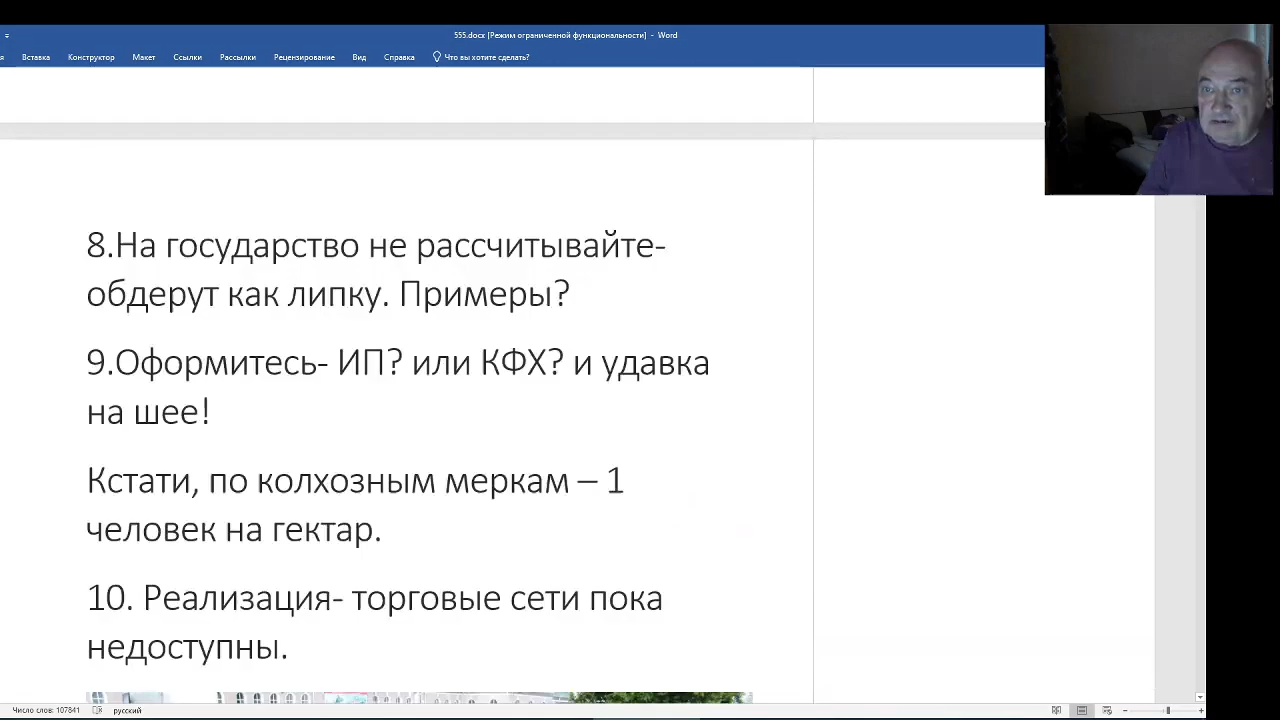 555.docx [Режим ограниченной функциональности] - Word
я Вставка Конструктор Макет Ссылки Рассылки Рецензирование Вид Справка Что вы хотите сделать?
8.На государство не рассчитывайте-
обдерут как липку. Примеры?
9.Оформитесь- ИП? или КФХ? и удавка
на шее!
Кстати, по колхозным меркам – 1
человек на гектар.
10. Реализация- торговые сети пока
недоступны.
Число слов: 107841 русский